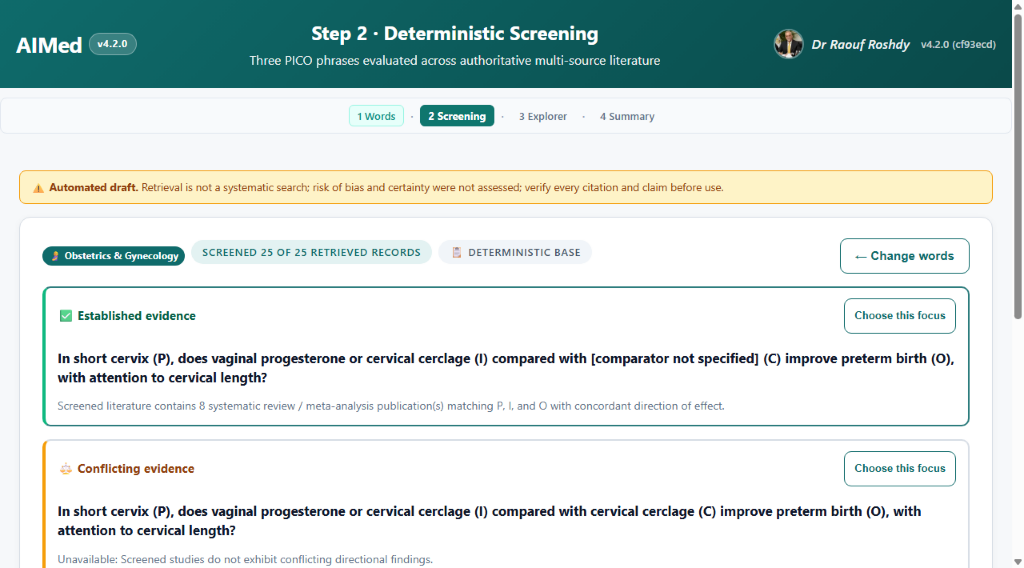 AIMed v4.2.0
Step 2 · Deterministic Screening
Three PICO phrases evaluated across authoritative multi-source literature
Dr Raouf Roshdy v4.2.0 (cf93ecd)
1 Words · 2 Screening · 3 Explorer · 4 Summary
Automated draft. Retrieval is not a systematic search; risk of bias and certainty were not assessed; verify every citation and claim before use.
Obstetrics & Gynecology SCREENED 25 OF 25 RETRIEVED RECORDS DETERMINISTIC BASE ← Change words
Established evidence Choose this focus
In short cervix (P), does vaginal progesterone or cervical cerclage (I) compared with [comparator not specified] (C) improve preterm birth (O),
with attention to cervical length?
Screened literature contains 8 systematic review / meta-analysis publication(s) matching P, I, and O with concordant direction of effect.
Conflicting evidence Choose this focus
In short cervix (P), does vaginal progesterone or cervical cerclage (I) compared with cervical cerclage (C) improve preterm birth (O), with
attention to cervical length?
Unavailable: Screened studies do not exhibit conflicting directional findings.